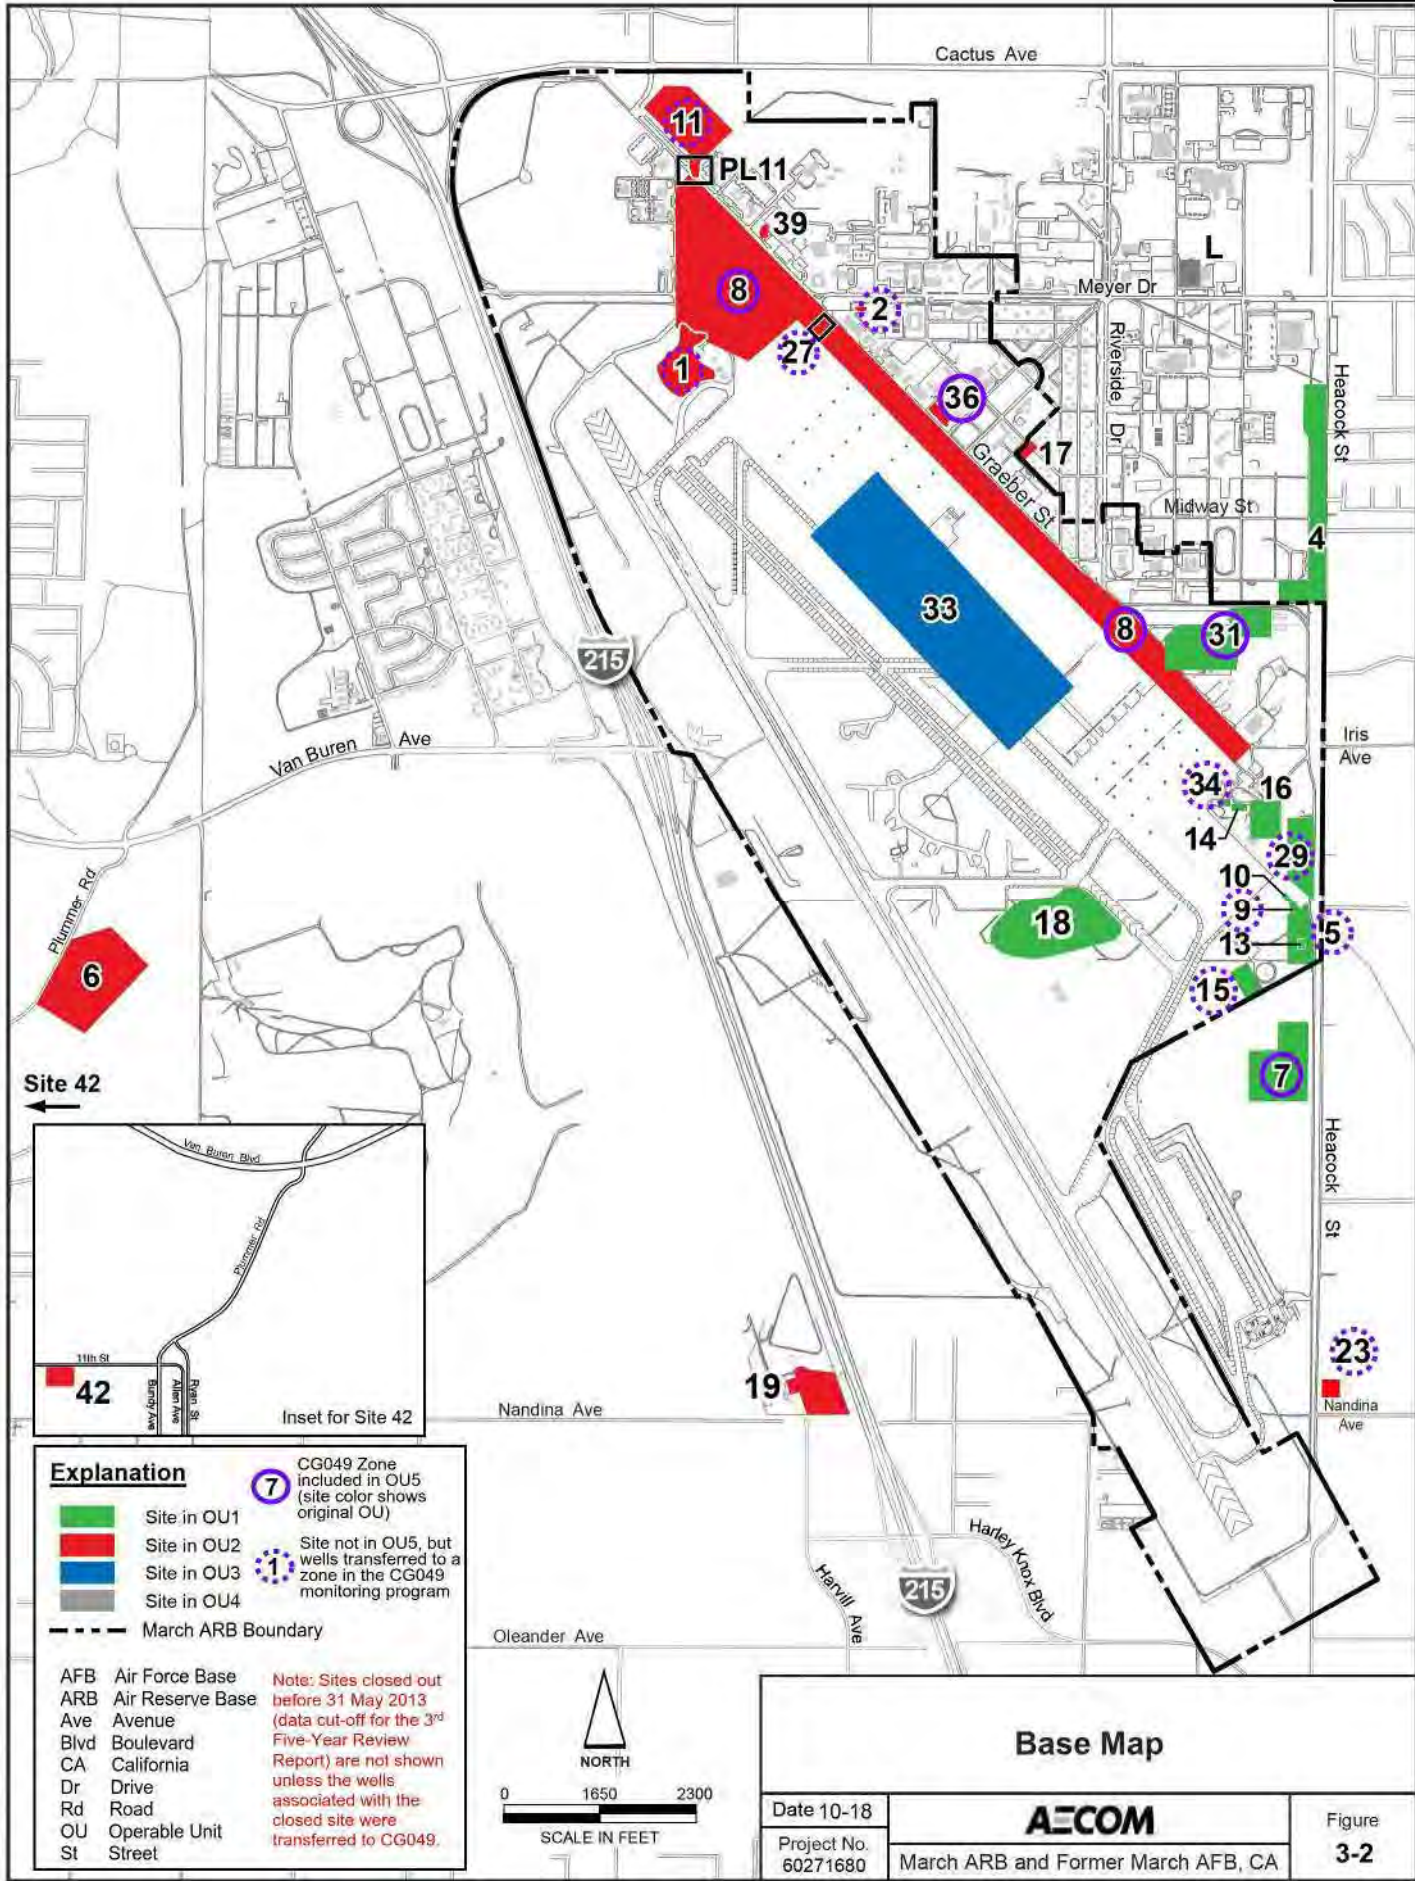 Cactus Ave
11
PL11
39
L
8
2
Meyer Dr
27
1
Riverside Dr
Heacock St
36
17
Graeber St
Midway St
4
33
8
31
215
Iris
Ave
Van Buren Ave
34
16
14
29
10
Plummer Rd
9
18
5
13
6
15
7
Site 42
Heacock St
Van Buren Blvd
Plummer Rd
23
11th St
42
Bundy Ave
Allen Ave
Ryan St
Inset for Site 42
19
Nandina Ave
Nandina
Ave
Explanation
Site in OU1
Site in OU2
Site in OU3
Site in OU4
March ARB Boundary
7
CG049 Zone
included in OU5
(site color shows
original OU)
1
Site not in OU5, but
wells transferred to a
zone in the CG049
monitoring program
Harley Knox Blvd
Harvill Ave
215
Oleander Ave
AFB Air Force Base
ARB Air Reserve Base
Ave Avenue
Blvd Boulevard
CA California
Dr Drive
Rd Road
OU Operable Unit
St Street
Note: Sites closed out
before 31 May 2013
(data cut-off for the 3rd
Five-Year Review
Report) are not shown
unless the wells
associated with the
closed site were
transferred to CG049.
NORTH
0 1650 2300
SCALE IN FEET
Base Map
Date 10-18
Project No.
60271680
AECOM
March ARB and Former March AFB, CA
Figure
3-2